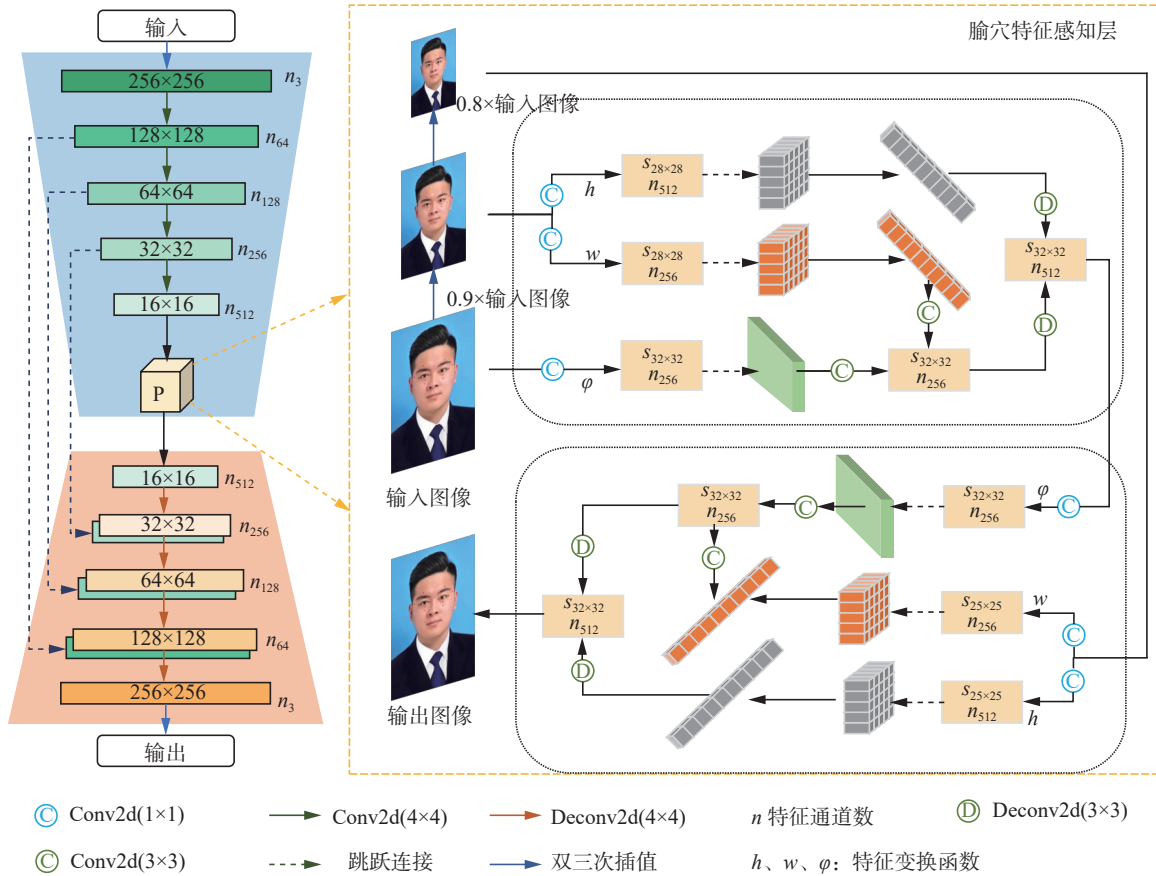 输入
256×256
n3
128×128
n64
64×64
n128
32×32
n256
16×16
n512
P
16×16
n512
32×32
n256
64×64
n128
128×128
n64
256×256
n3
输出
腧穴特征感知层
0.8×输入图像
0.9×输入图像
输入图像
C
h
s28×28
n512
D
C
w
s28×28
n256
C
s32×32
n512
D
C
φ
s32×32
n256
C
s32×32
n256
s32×32
n256
C
s32×32
n256
φ
C
D
C
s32×32
n512
s25×25
n256
w
C
D
s25×25
n512
h
C
输出图像
C Conv2d(1×1)
Conv2d(4×4)
Deconv2d(4×4)
n 特征通道数
D Deconv2d(3×3)
C Conv2d(3×3)
跳跃连接
双三次插值
h、w、φ：特征变换函数